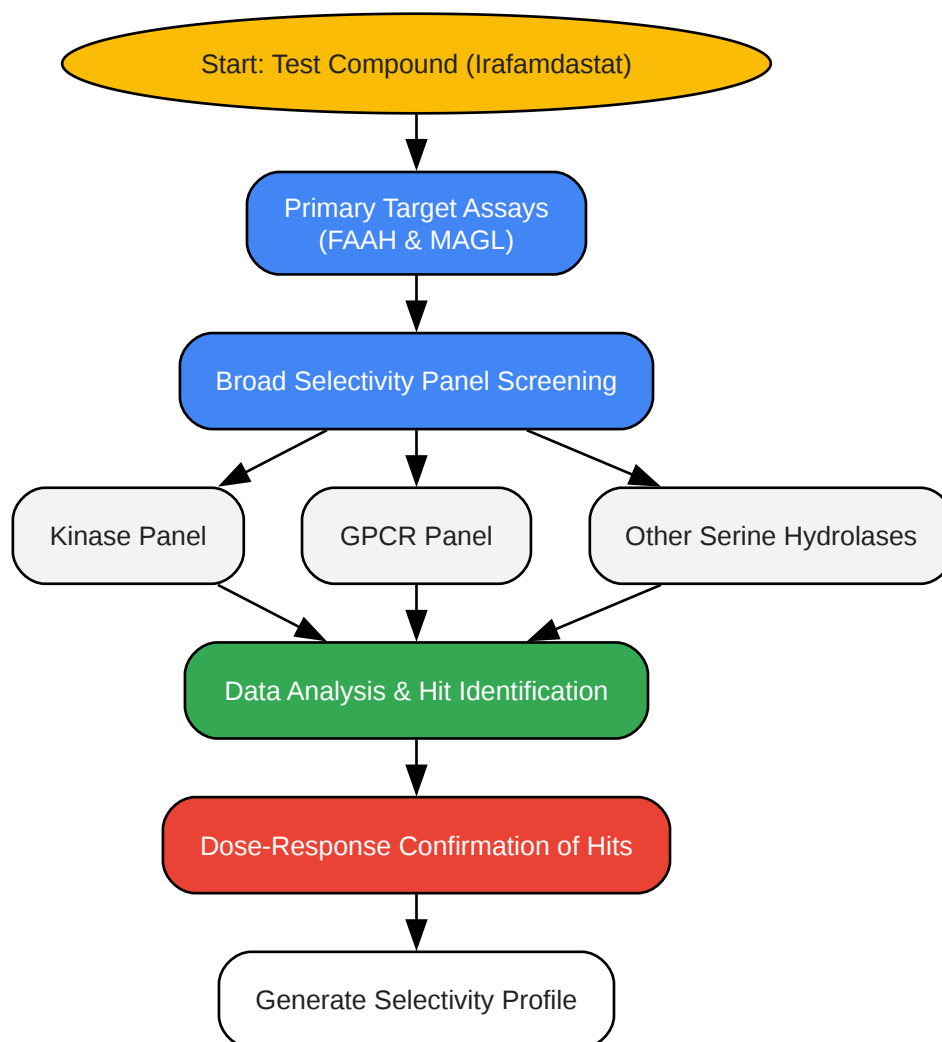 Start: Test Compound (Irafamdastat)
Primary Target Assays
(FAAH & MAGL)
Broad Selectivity Panel Screening
Kinase Panel
GPCR Panel
Other Serine Hydrolases
Data Analysis & Hit Identification
Dose-Response Confirmation of Hits
Generate Selectivity Profile